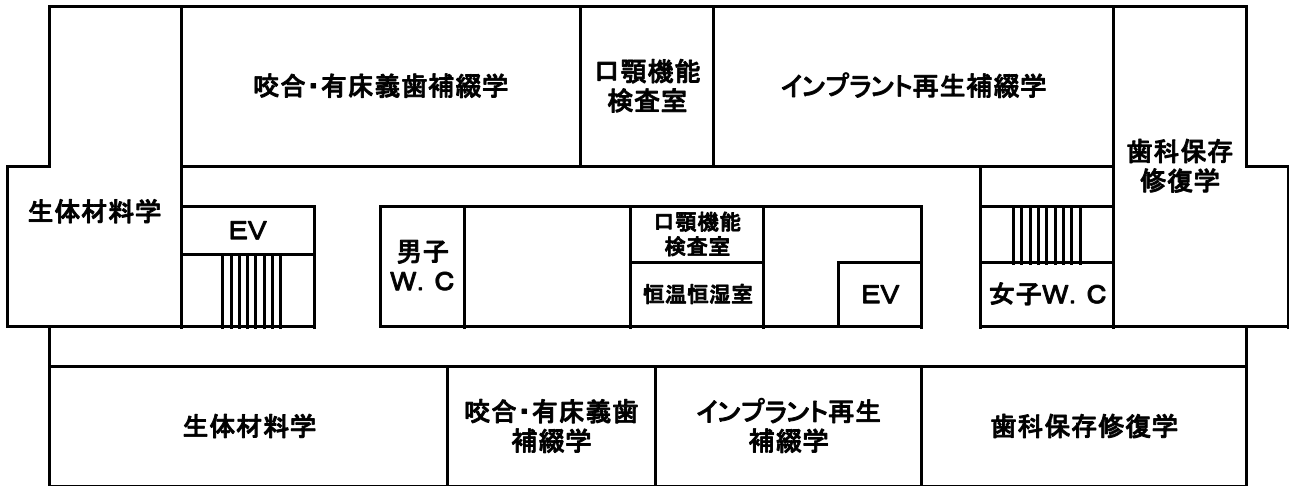 咬合・有床義歯補綴学
口顎機能
検査室
インプラント再生補綴学
歯科保存
修復学
生体材料学
EV
男子
W．C
口顎機能
検査室
恒温恒湿室
EV
女子W．C
生体材料学
咬合・有床義歯
補綴学
インプラント再生
補綴学
歯科保存修復学